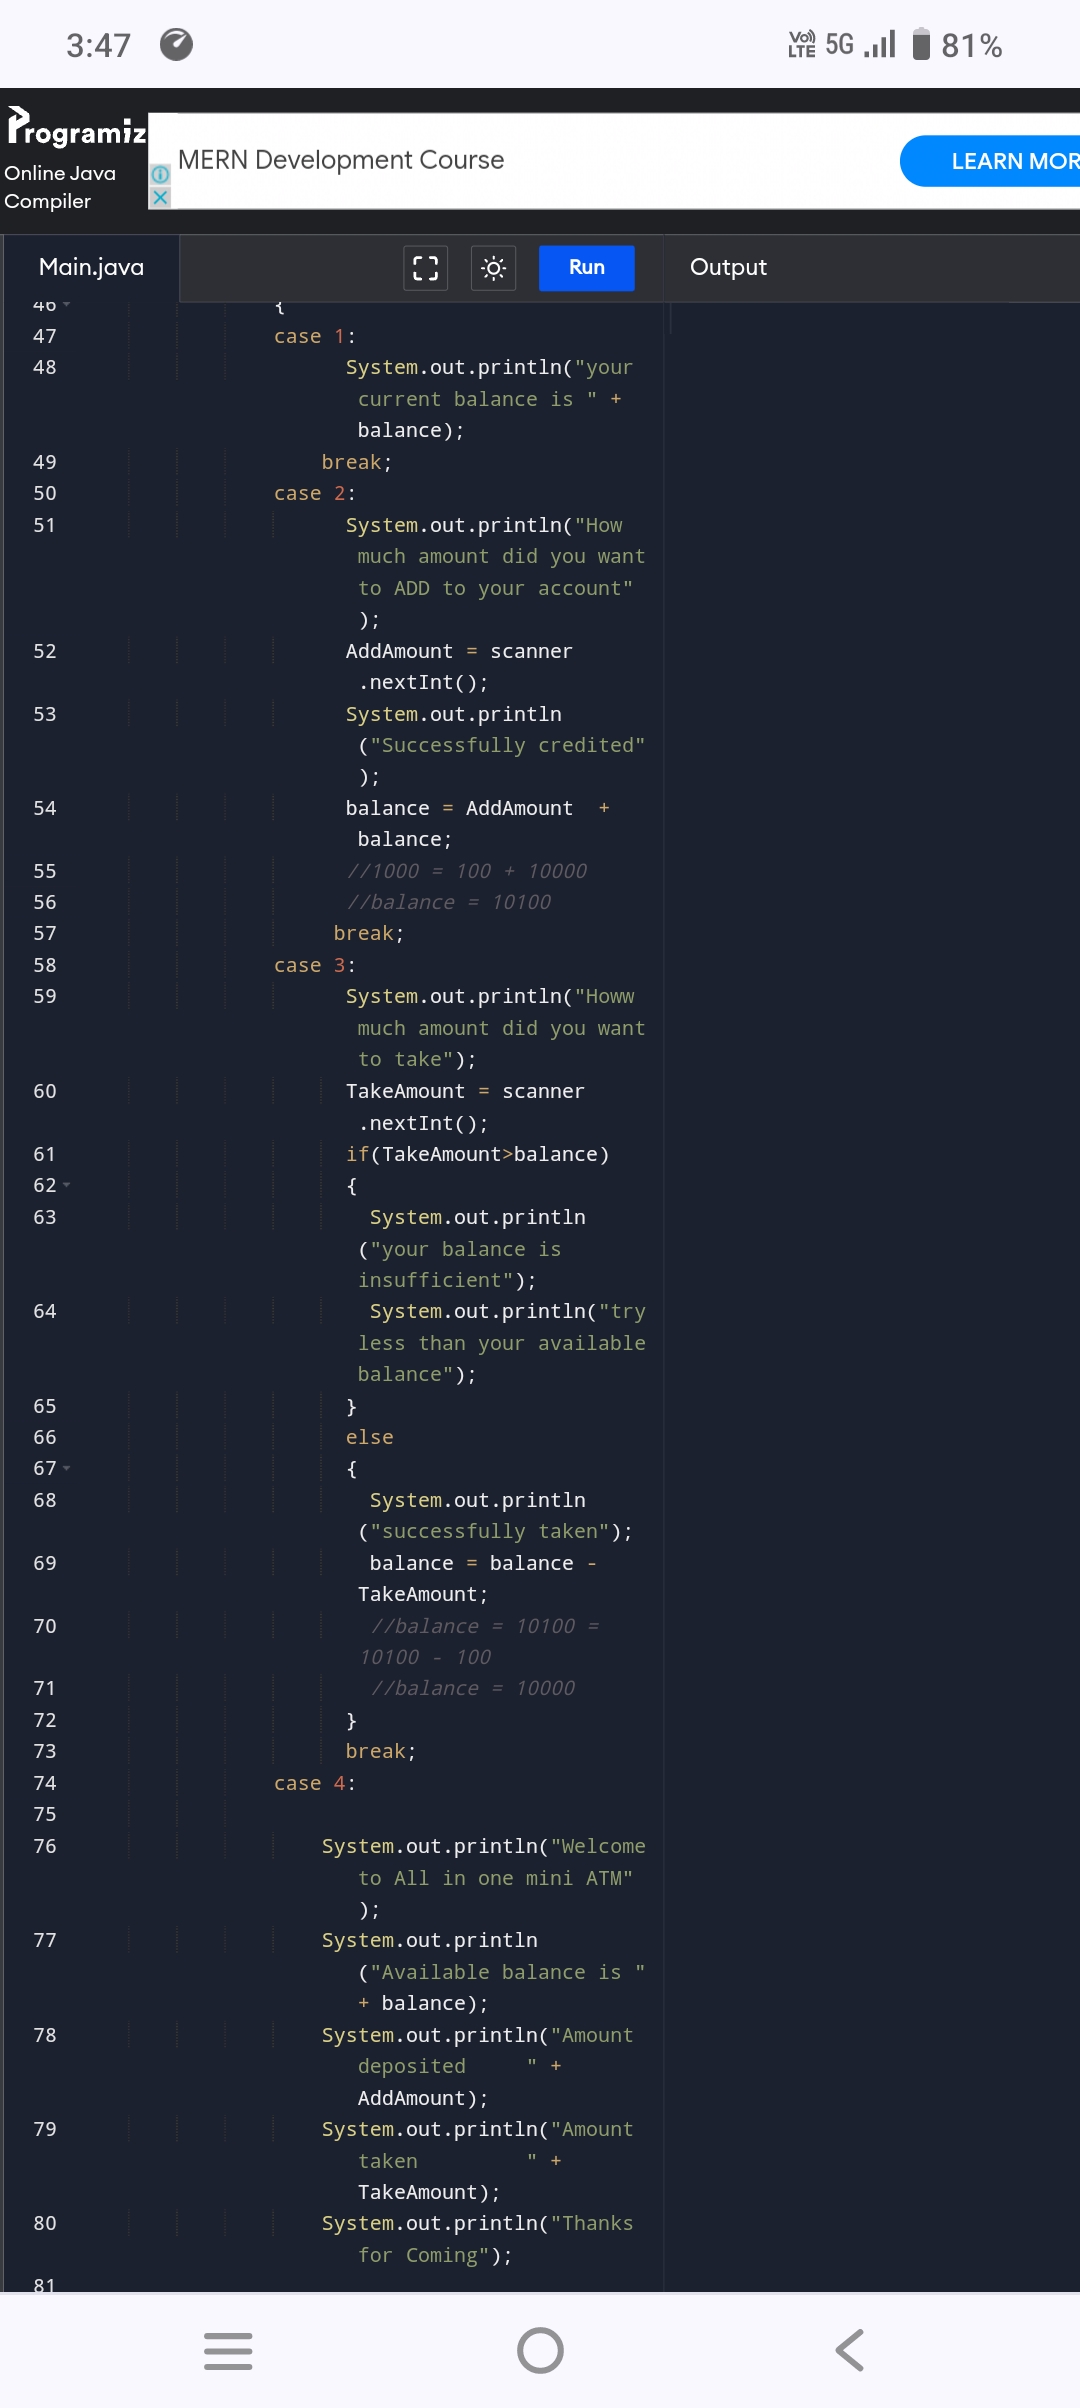 3:47 Vo)) LTE 5G 81%
Programiz
Online Java
Compiler
MERN Development Course
LEARN MOR
Main.java Run Output
46 {
47 case 1:
48 System.out.println("your
current balance is " +
balance);
49 break;
50 case 2:
51 System.out.println("How
much amount did you want
to ADD to your account"
);
52 AddAmount = scanner
.nextInt();
53 System.out.println
("Successfully credited"
);
54 balance = AddAmount  +
balance;
55 //1000 = 100 + 10000
56 //balance = 10100
57 break;
58 case 3:
59 System.out.println("Howw
much amount did you want
to take");
60 TakeAmount = scanner
.nextInt();
61 if(TakeAmount>balance)
62 {
63 System.out.println
("your balance is
insufficient");
64 System.out.println("try
less than your available
balance");
65 }
66 else
67 {
68 System.out.println
("successfully taken");
69 balance = balance -
TakeAmount;
70 //balance = 10100 =
10100 - 100
71 //balance = 10000
72 }
73 break;
74 case 4:
75
76 System.out.println("Welcome
to All in one mini ATM"
);
77 System.out.println
("Available balance is "
+ balance);
78 System.out.println("Amount
deposited     " +
AddAmount);
79 System.out.println("Amount
taken         " +
TakeAmount);
80 System.out.println("Thanks
for Coming");
81